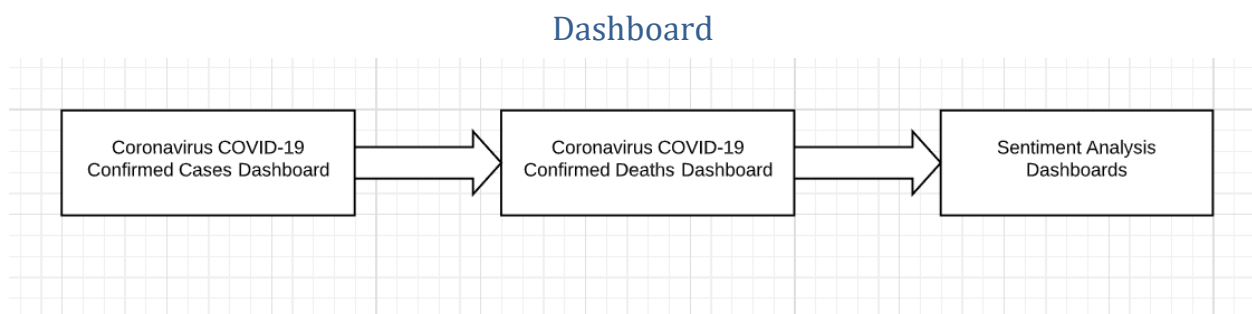 Dashboard
Coronavirus COVID-19
Confirmed Cases Dashboard
Coronavirus COVID-19
Confirmed Deaths Dashboard
Sentiment Analysis
Dashboards